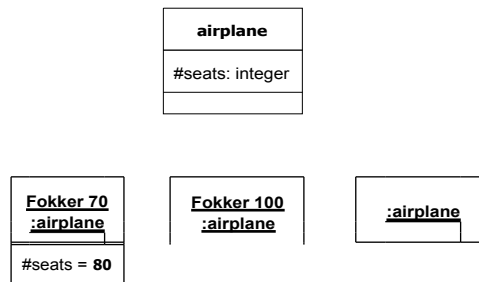 airplane
#seats: integer
Fokker 70
:airplane
#seats = 80
Fokker 100
:airplane
:airplane